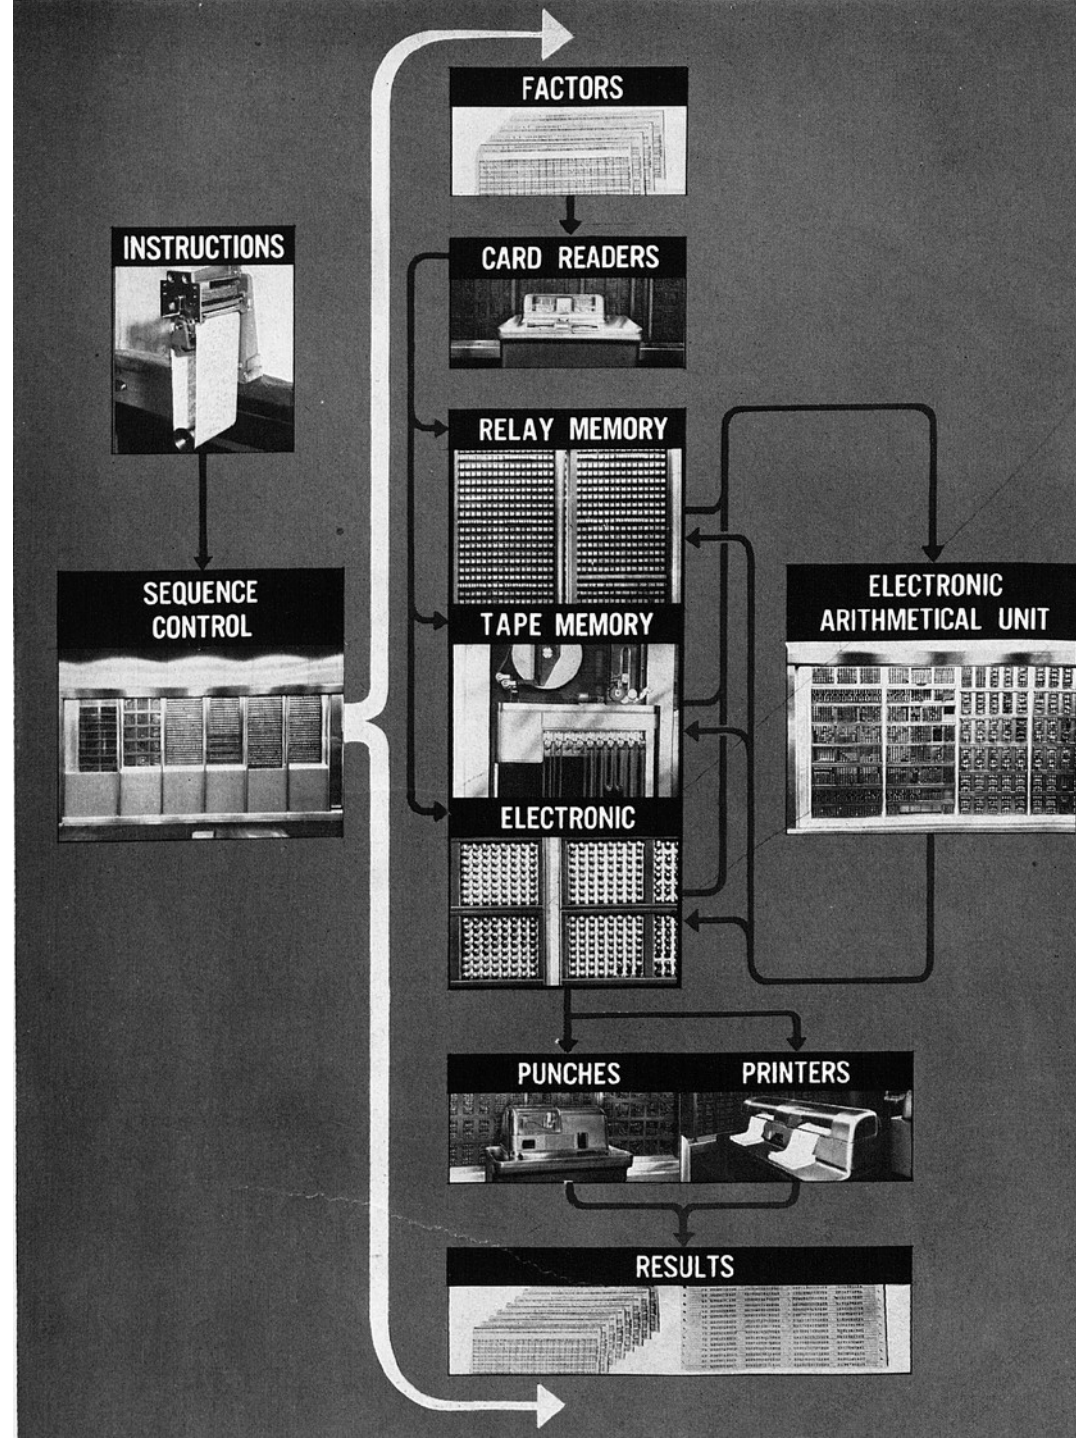 FACTORS
INSTRUCTIONS
CARD READERS
RELAY MEMORY
SEQUENCE
CONTROL
TAPE MEMORY
ELECTRONIC
ARITHMETICAL UNIT
ELECTRONIC
PUNCHES
PRINTERS
RESULTS